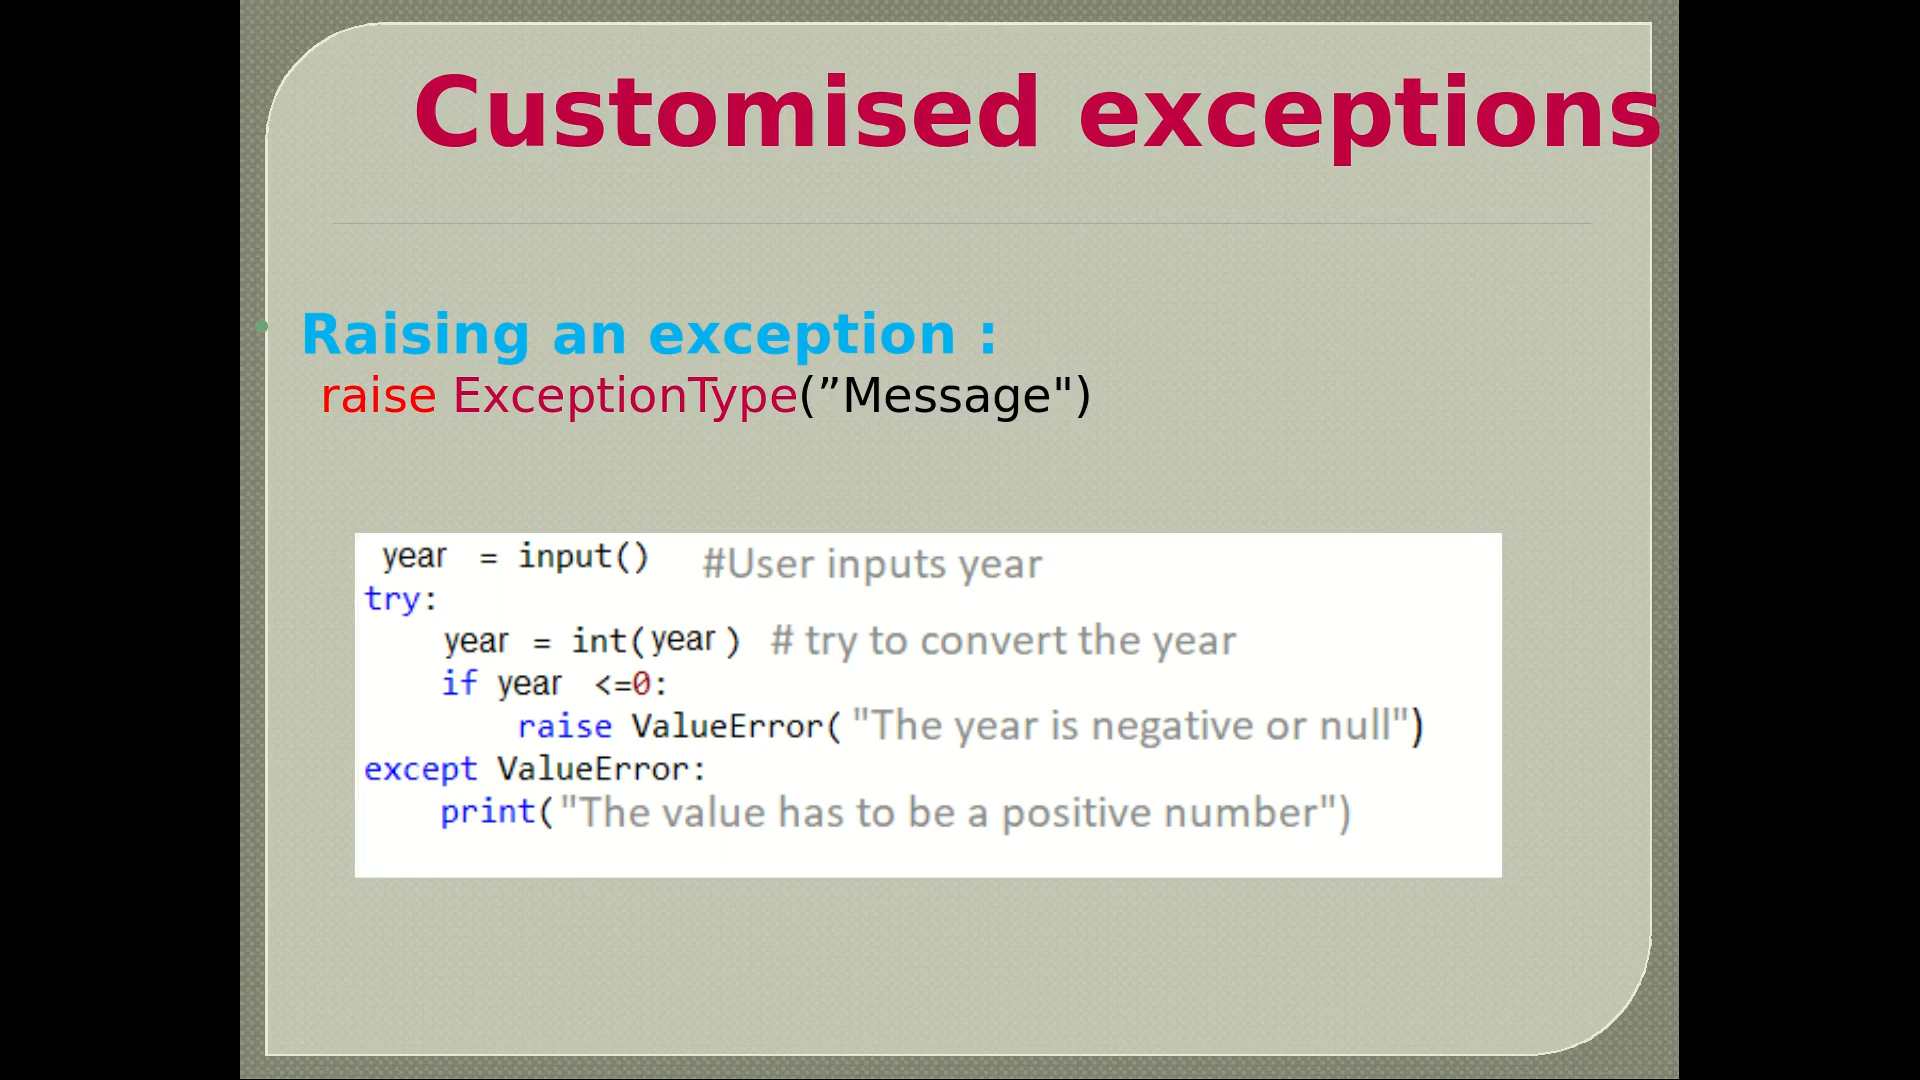 Customised exceptions
• Raising an exception :
raise ExceptionType(”Message")
year = input() #User inputs year
try:
year = int(year) # try to convert the year
if year <=0:
raise ValueError("The year is negative or null")
except ValueError:
print("The value has to be a positive number")